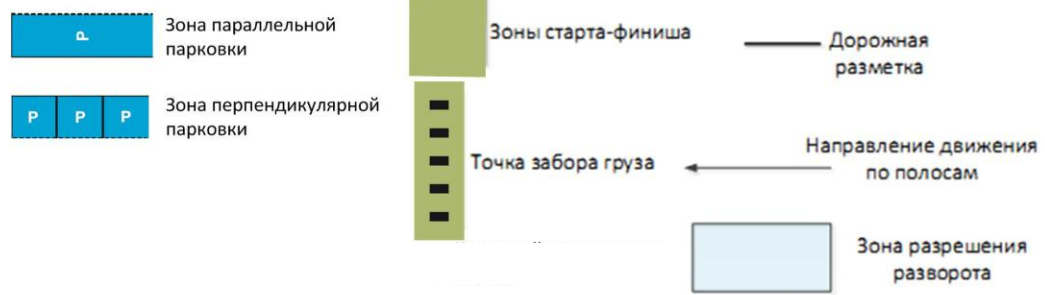 Зона параллельной
парковки
P
Зона перпендикулярной
парковки
P P P
Зоны старта-финиша
Точка забора груза
Дорожная
разметка
Направление движения
по полосам
Зона разрешения
разворота